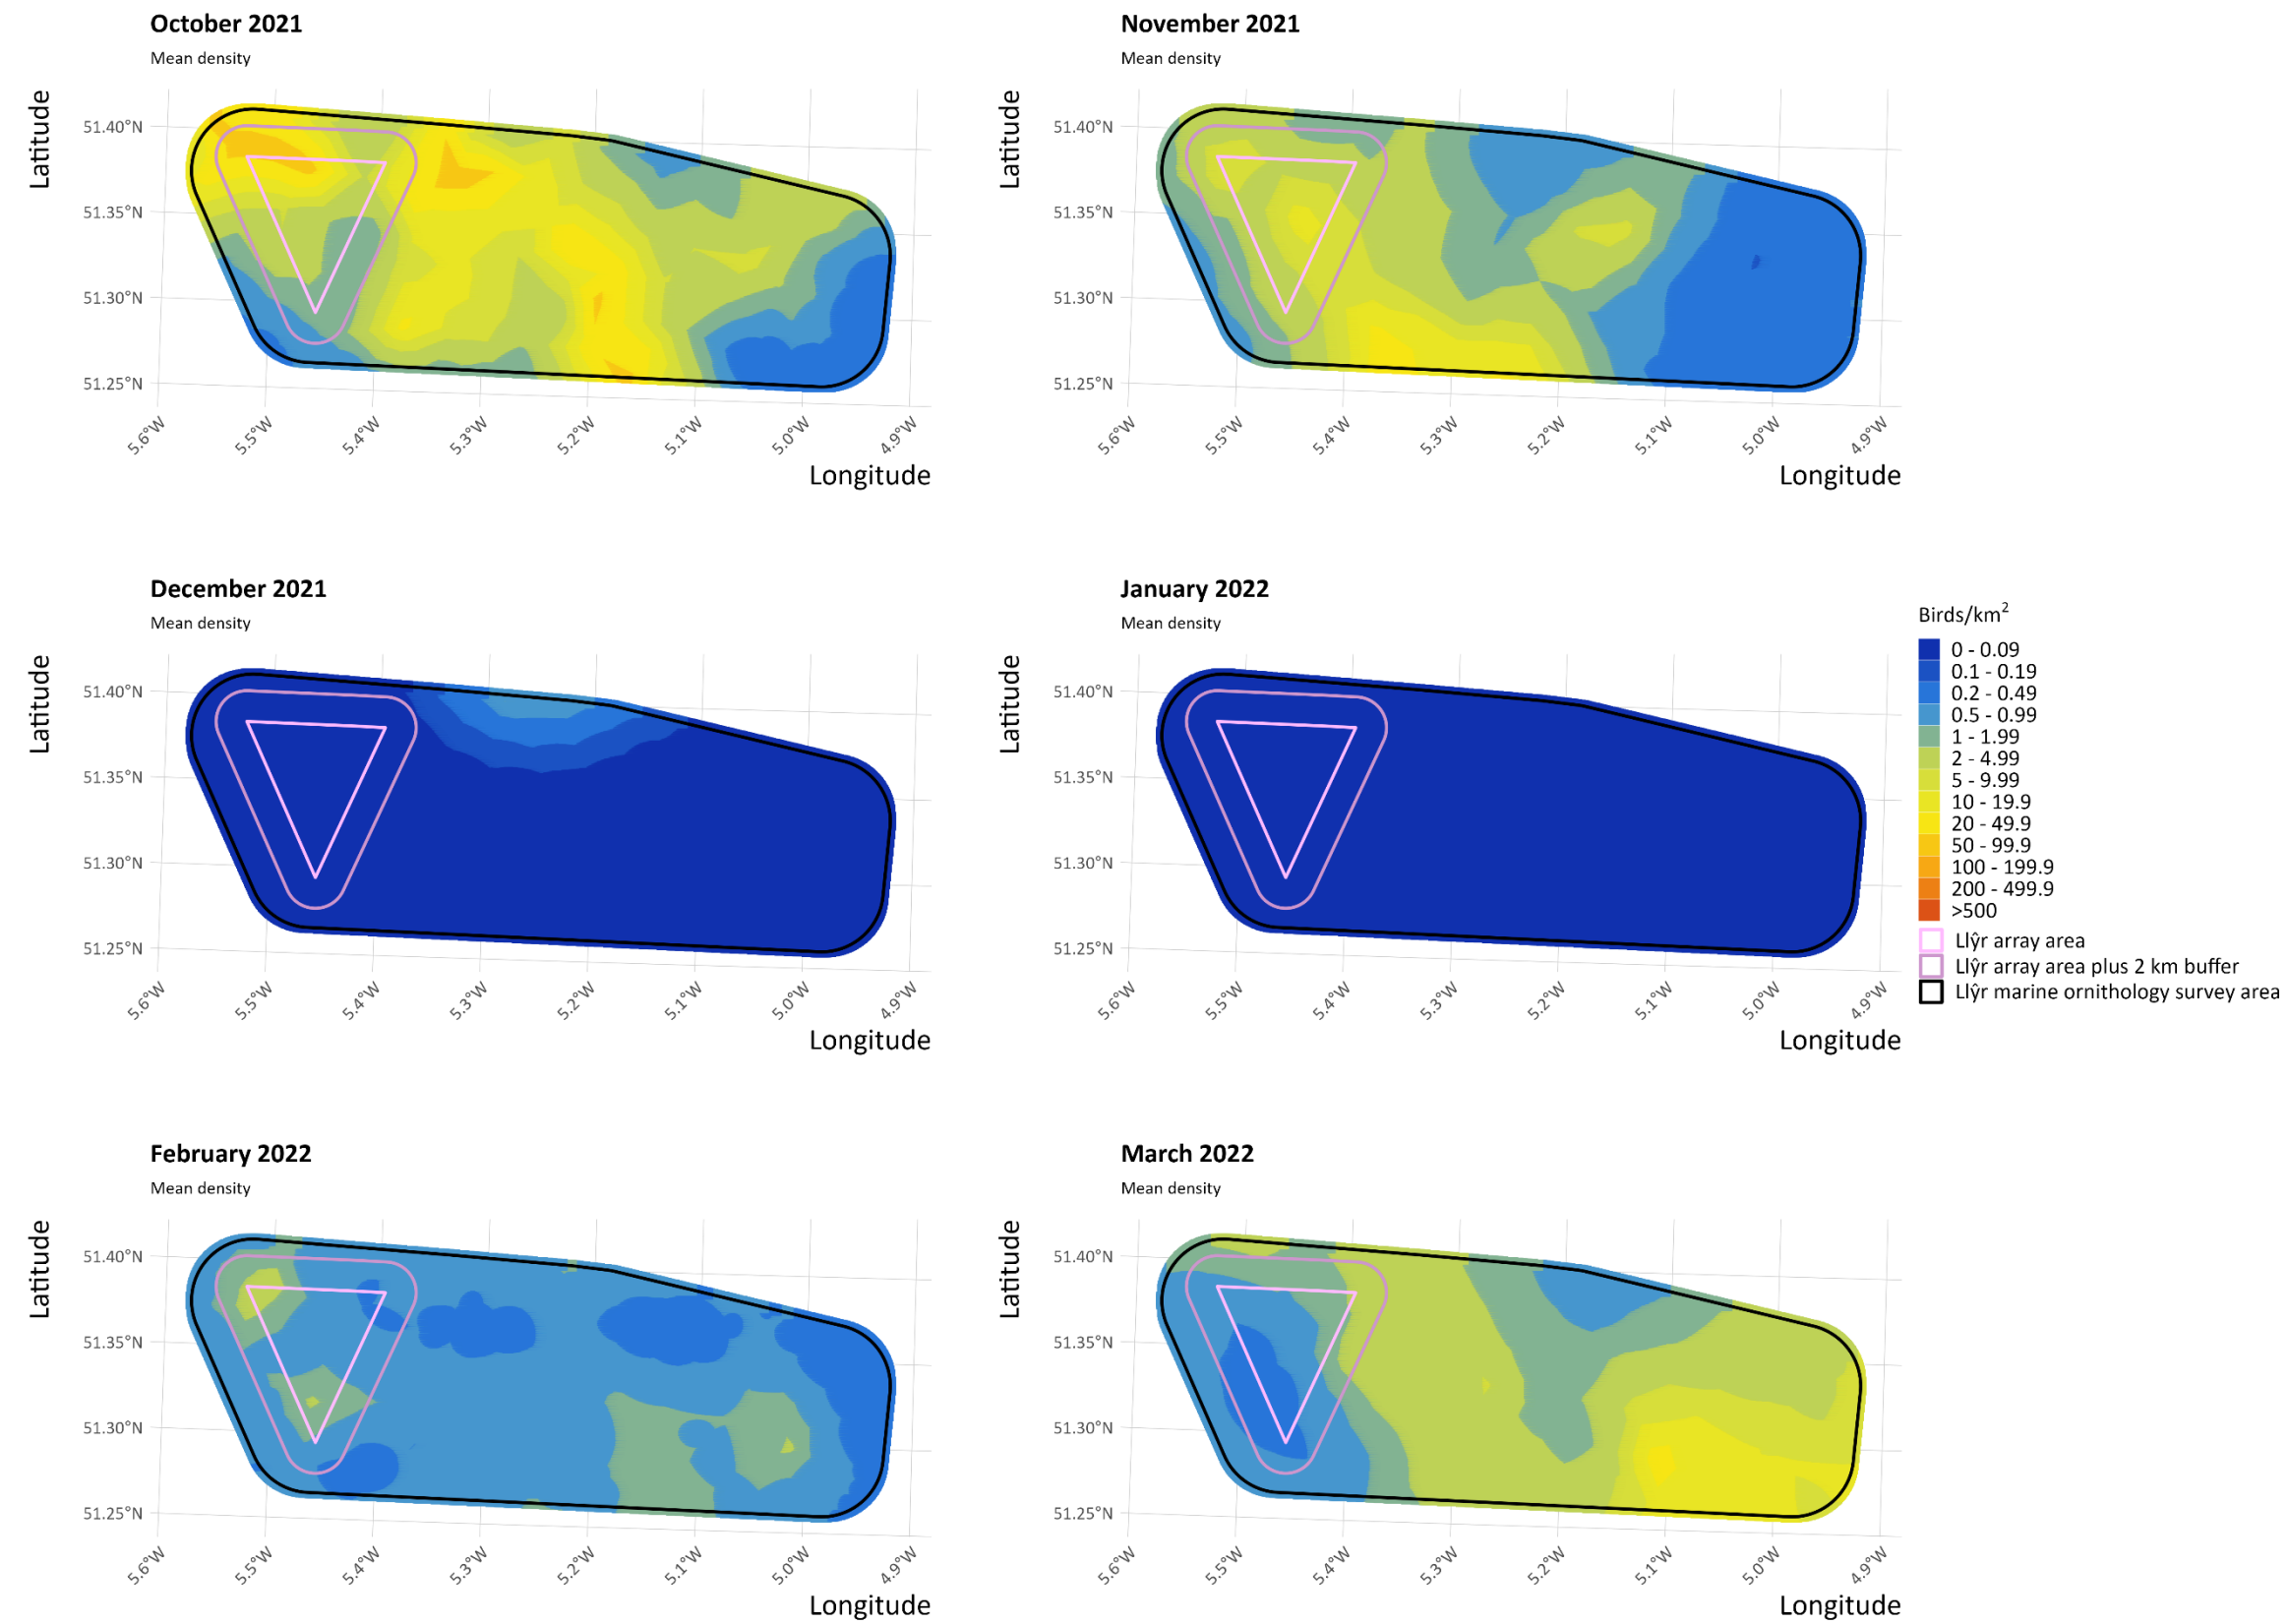 October 2021
Mean density
Latitude
51.40°N
51.35°N
51.30°N
51.25°N
5.6°W
5.5°W
5.4°W
5.3°W
5.2°W
5.1°W
5.0°W
4.9°W
Longitude
November 2021
Mean density
Latitude
51.40°N
51.35°N
51.30°N
51.25°N
5.6°W
5.5°W
5.4°W
5.3°W
5.2°W
5.1°W
5.0°W
4.9°W
Longitude
December 2021
Mean density
Latitude
51.40°N
51.35°N
51.30°N
51.25°N
5.6°W
5.5°W
5.4°W
5.3°W
5.2°W
5.1°W
5.0°W
4.9°W
Longitude
January 2022
Mean density
Latitude
51.40°N
51.35°N
51.30°N
51.25°N
5.6°W
5.5°W
5.4°W
5.3°W
5.2°W
5.1°W
5.0°W
4.9°W
Longitude
Birds/km²
0 - 0.09
0.1 - 0.19
0.2 - 0.49
0.5 - 0.99
1 - 1.99
2 - 4.99
5 - 9.99
10 - 19.9
20 - 49.9
50 - 99.9
100 - 199.9
200 - 499.9
>500
Llŷr array area
Llŷr array area plus 2 km buffer
Llŷr marine ornithology survey area
February 2022
Mean density
Latitude
51.40°N
51.35°N
51.30°N
51.25°N
5.6°W
5.5°W
5.4°W
5.3°W
5.2°W
5.1°W
5.0°W
4.9°W
Longitude
March 2022
Mean density
Latitude
51.40°N
51.35°N
51.30°N
51.25°N
5.6°W
5.5°W
5.4°W
5.3°W
5.2°W
5.1°W
5.0°W
4.9°W
Longitude